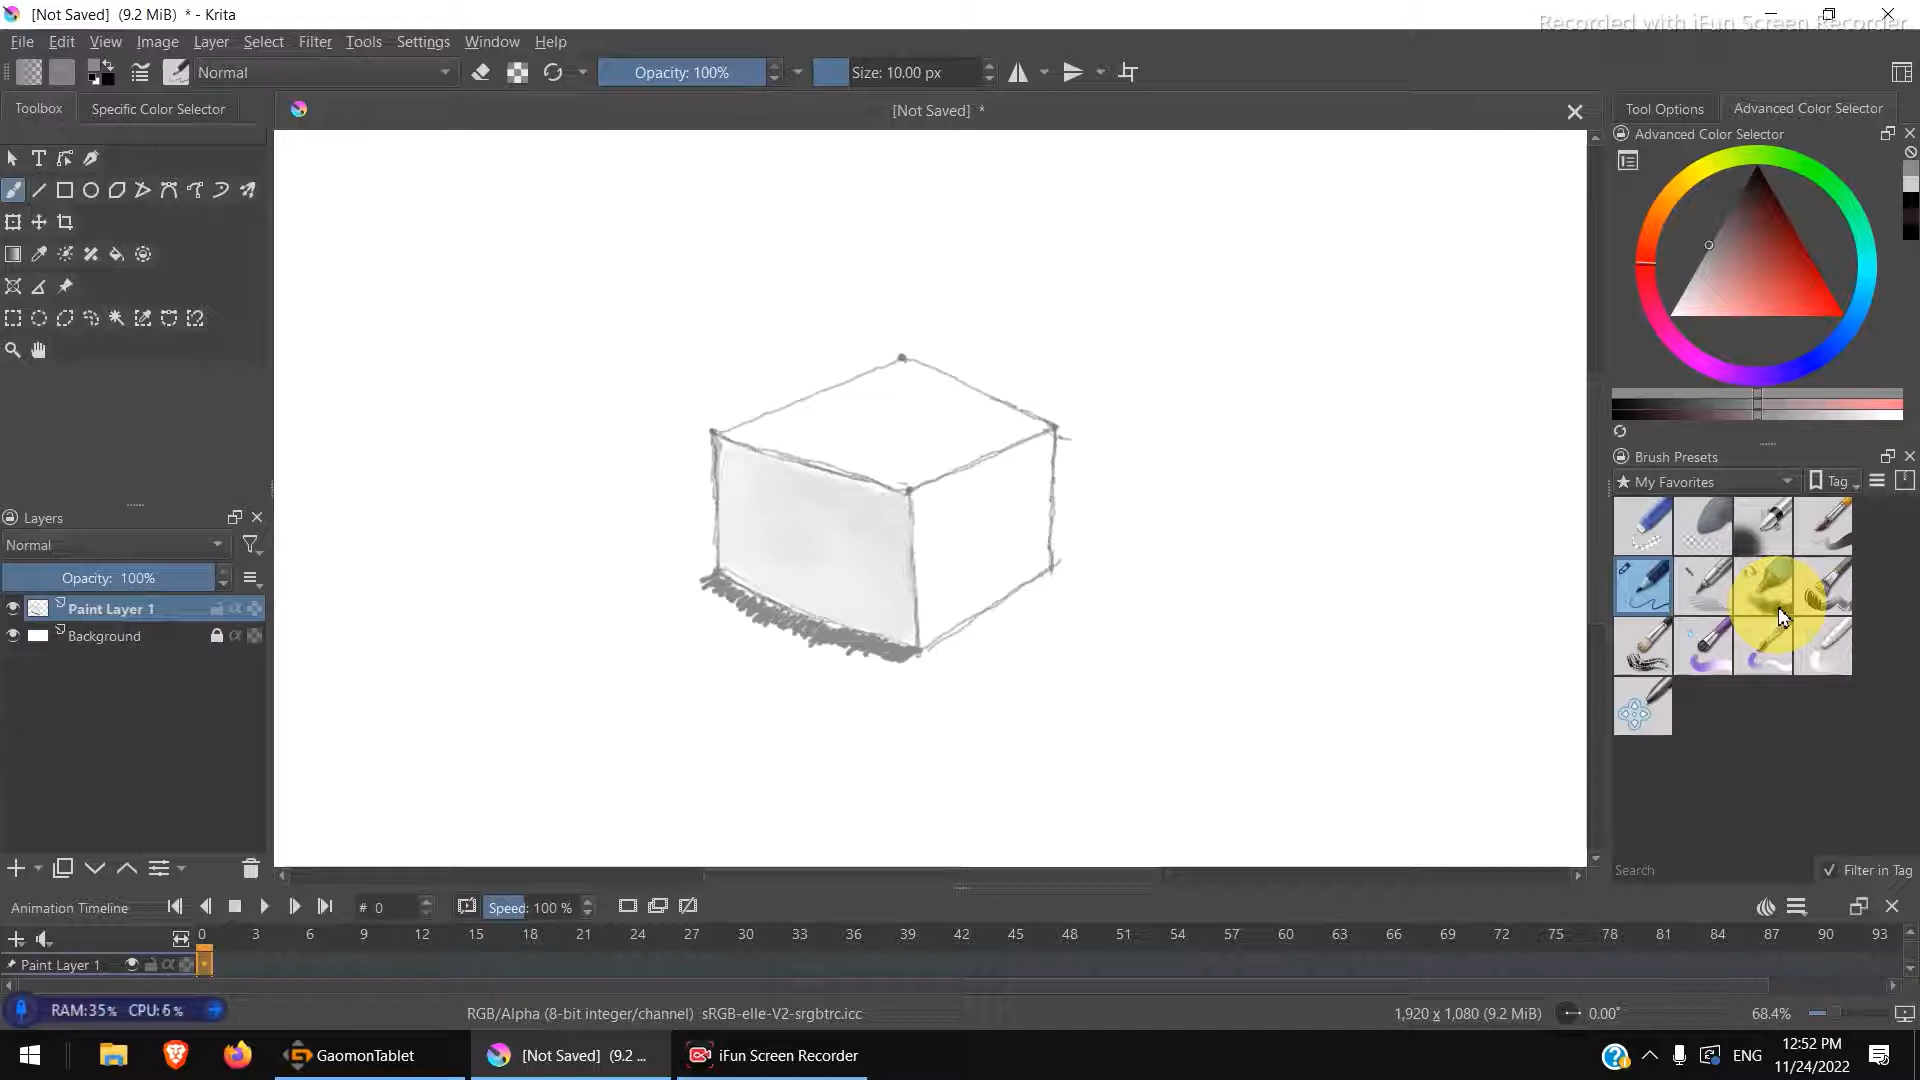 [Not Saved]  (9.2 MiB)  * - Krita
Recorded with iFun Screen Recorder
File Edit View Image Layer Select Filter Tools Settings Window Help
Normal
Opacity: 100%
Size: 10.00 px
Toolbox
Specific Color Selector
[Not Saved]  *
Tool Options
Advanced Color Selector
Advanced Color Selector
Brush Presets
My Favorites
Tag
Layers
Normal
Opacity:  100%
Paint Layer 1
Background
Search
Filter in Tag
Animation Timeline
# 0
Speed: 100 %
0 3 6 9 12 15 18 21 24 27 30 33 36 39 42 45 48 51 54 57 60 63 66 69 72 75 78 81 84 87 90 93
Paint Layer 1
RAM:35% CPU:6%
RGB/Alpha (8-bit integer/channel)  sRGB-elle-V2-srgbtrc.icc
1,920 x 1,080 (9.2 MiB)
0.00°
68.4%
GaomonTablet
[Not Saved]  (9.2 ...
iFun Screen Recorder
ENG
12:52 PM
11/24/2022